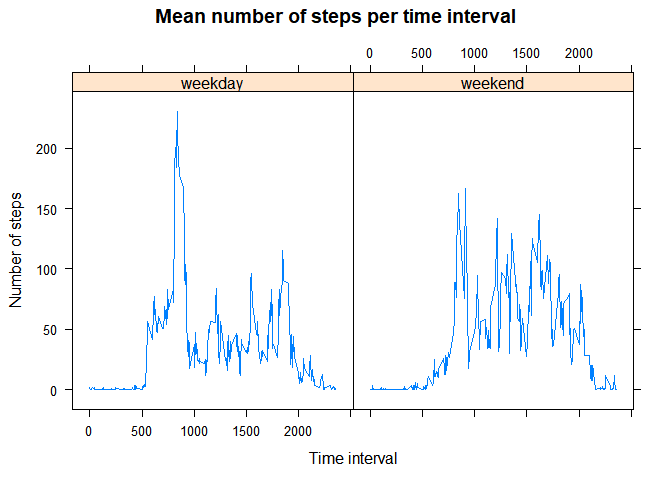 Mean number of steps per time interval
0 500 1000 1500 2000
weekday weekend
Number of steps
200
150
100
50
0
0 500 1000 1500 2000
Time interval